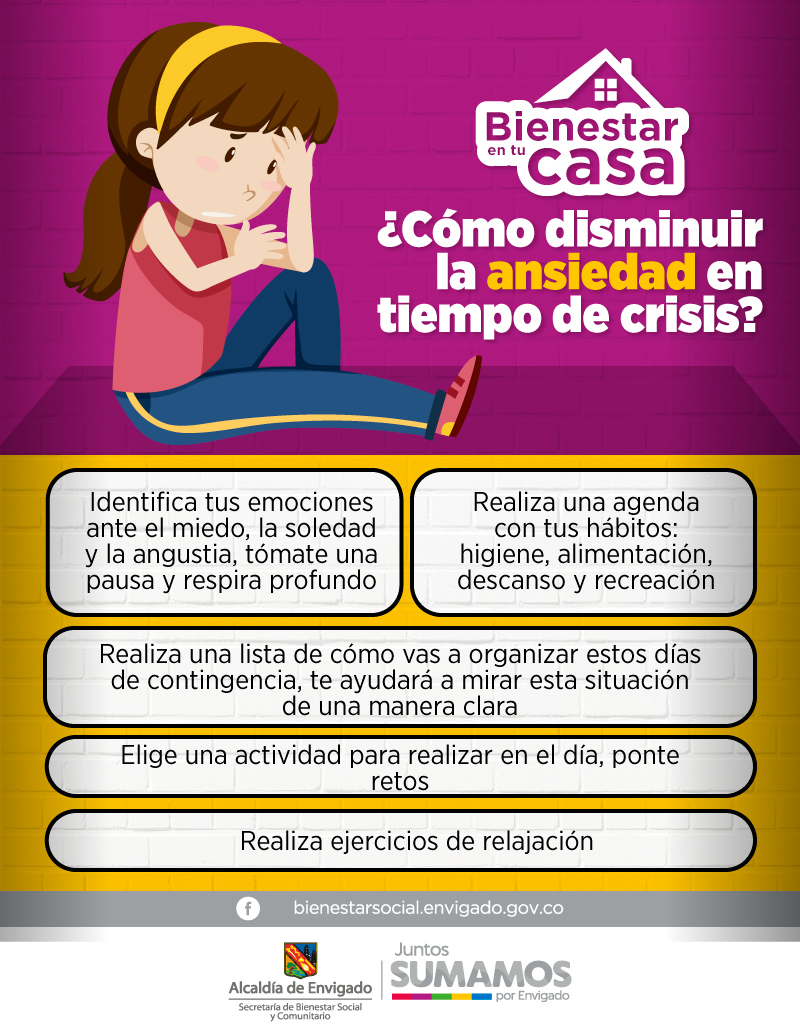 Bienestar
en tu
casa
¿Cómo disminuir
la ansiedad en
tiempo de crisis?
Identifica tus emociones
ante el miedo, la soledad
y la angustia, tómate una
pausa y respira profundo
Realiza una agenda
con tus hábitos:
higiene, alimentación,
descanso y recreación
Realiza una lista de cómo vas a organizar estos días
de contingencia, te ayudará a mirar esta situación
de una manera clara
Elige una actividad para realizar en el día, ponte
retos
Realiza ejercicios de relajación
f bienestarsocial.envigado.gov.co
Alcaldía de Envigado
Secretaría de Bienestar Social
y Comunitario
Juntos
SUMAMOS
por Envigado